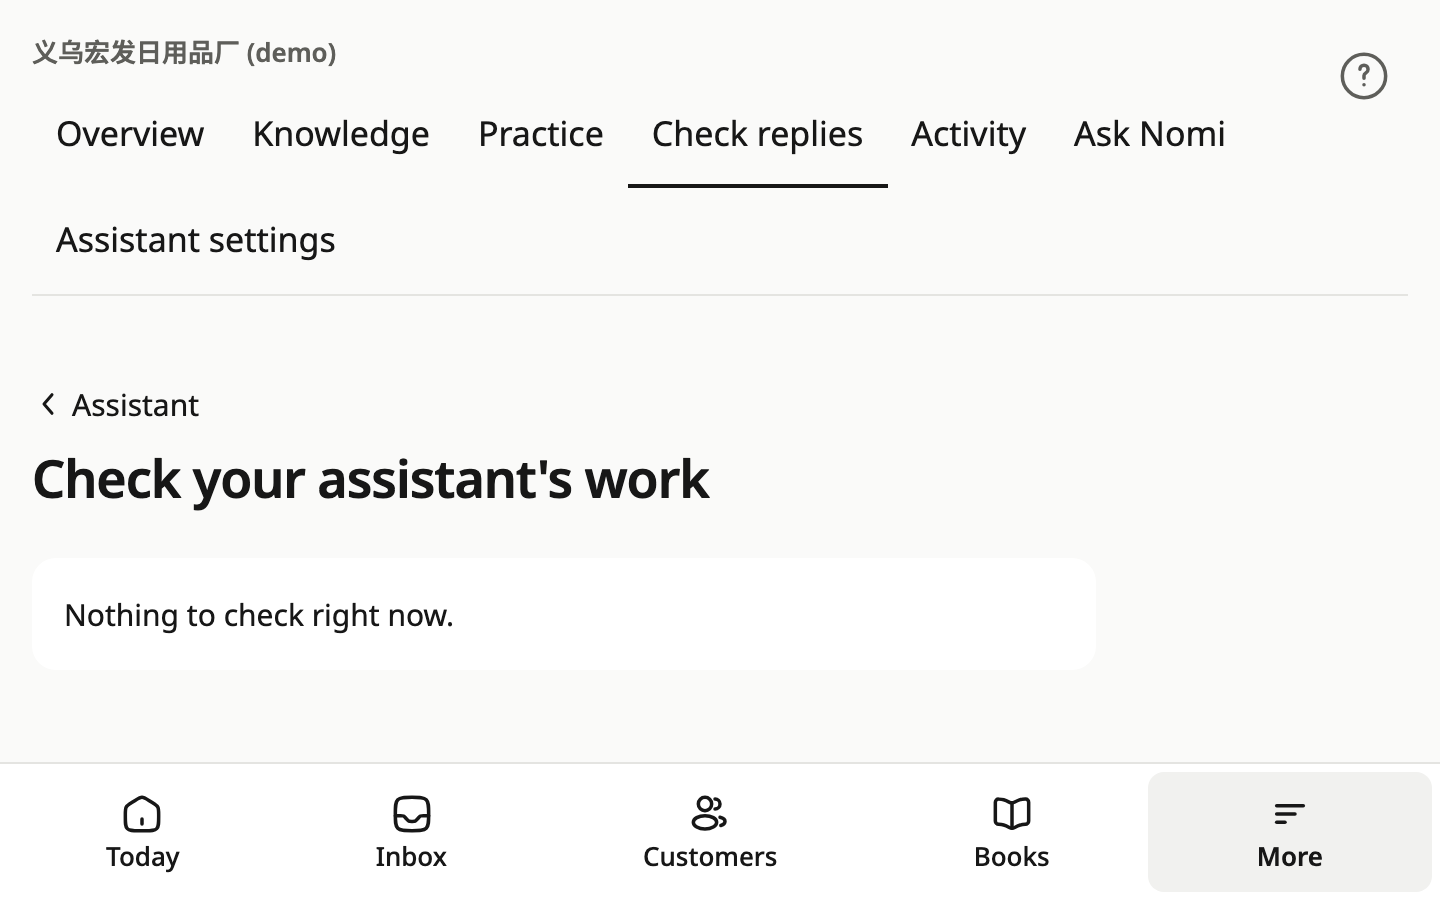 义乌宏发日用品厂 (demo)
?
Overview Knowledge Practice Check replies Activity Ask Nomi
Assistant settings
Assistant
Check your assistant's work
Nothing to check right now.
Today Inbox Customers Books More